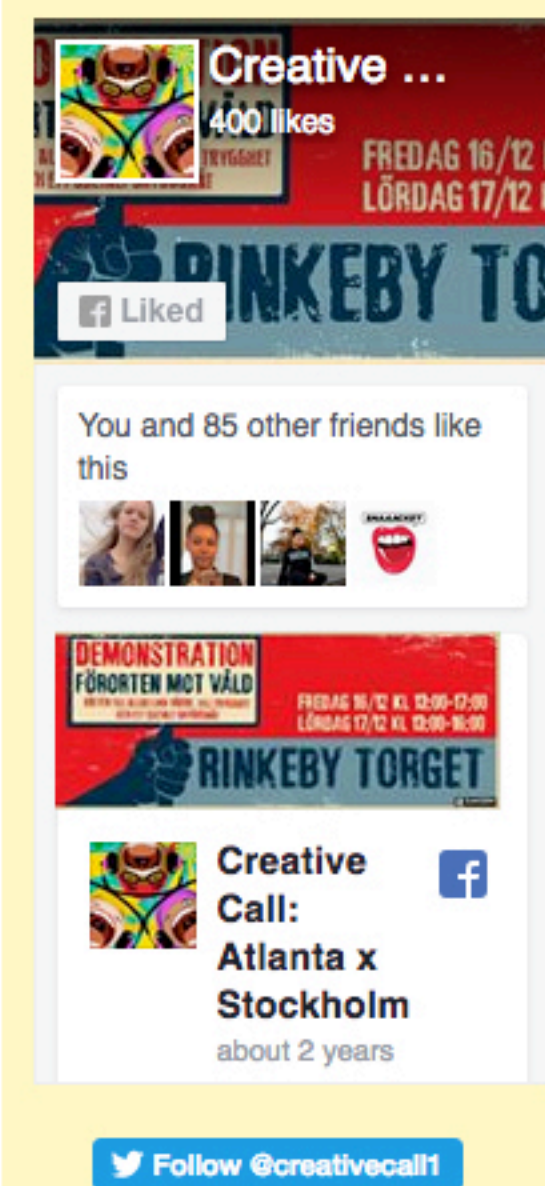 Creative ...
400 likes
FREDAG 16/12
LÖRDAG 17/12
RINKEBY TO
Liked
You and 85 other friends like
this
DEMONSTRATION
FÖRORTEN MOT VÅLD
FREDAG 16/12 KL 12:00-17:00
LÖRDAG 17/12 KL 12:00-16:00
RINKEBY TORGET
Creative
Call:
Atlanta x
Stockholm
about 2 years
Follow @creativecall1